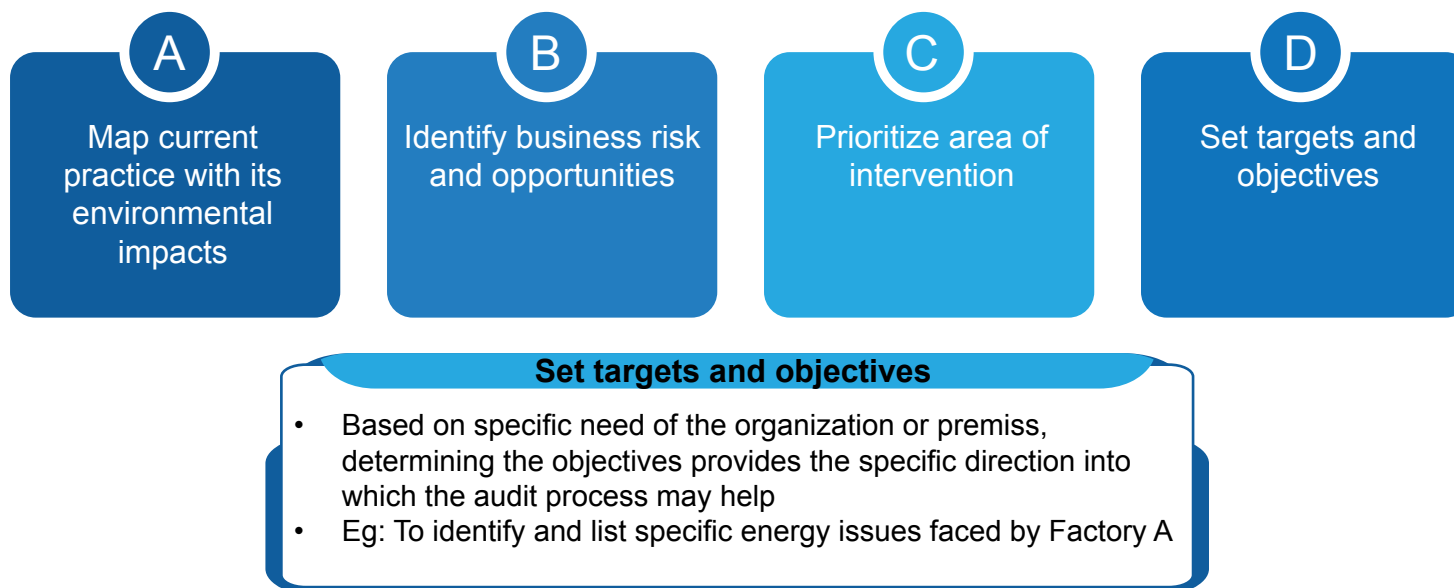 A
Map current
practice with its
environmental
impacts
B
Identify business risk
and opportunities
C
Prioritize area of
intervention
D
Set targets and
objectives
Set targets and objectives
• Based on specific need of the organization or premiss,
determining the objectives provides the specific direction into
which the audit process may help
• Eg: To identify and list specific energy issues faced by Factory A